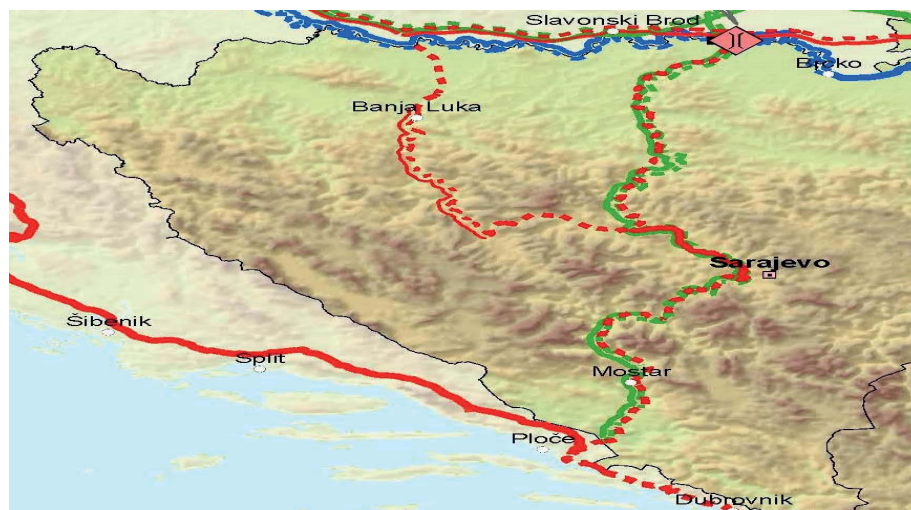 Slavonski Brod
Brčko
Banja Luka
Sarajevo
Šibenik
Split
Mostar
Ploče
Dubrovnik